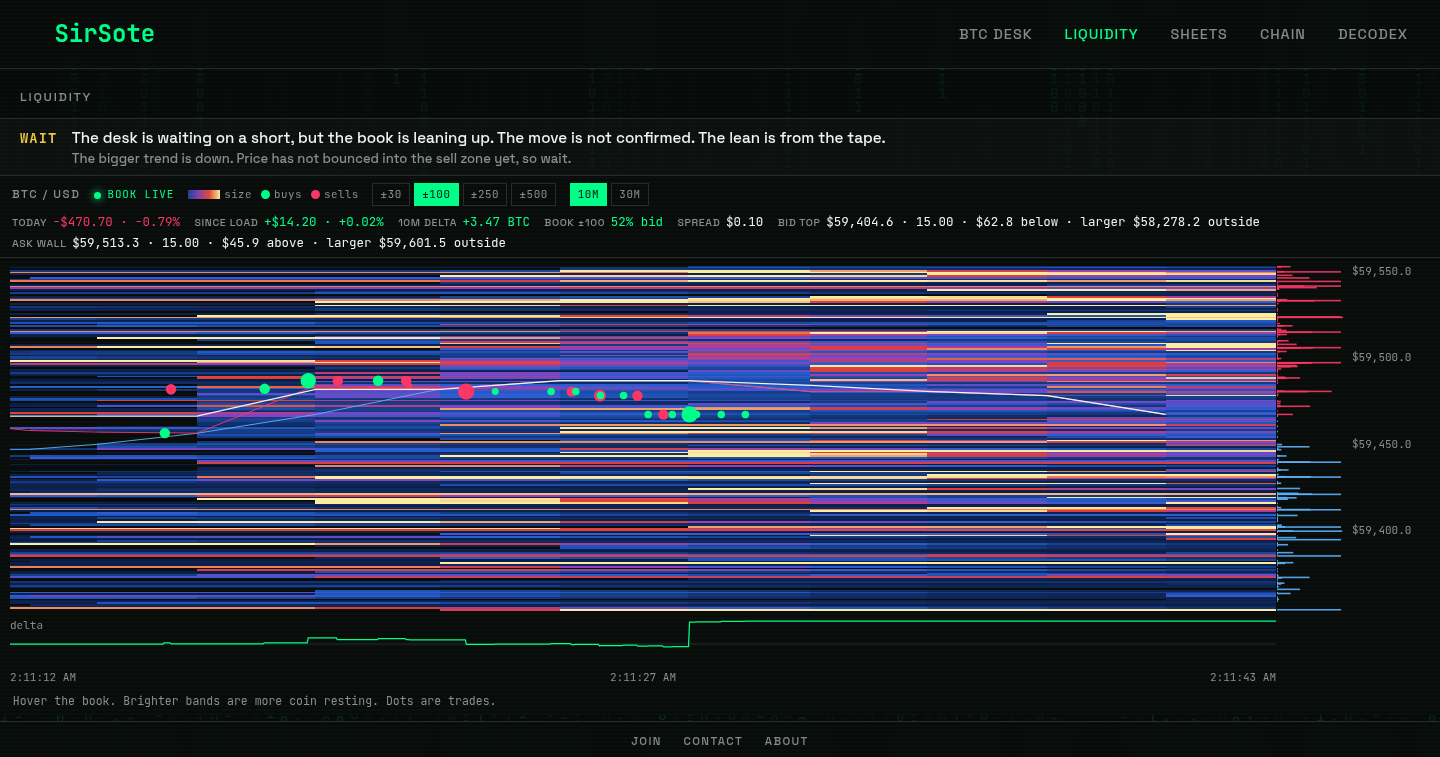 SirSote
BTC DESK LIQUIDITY SHEETS CHAIN DECODEX
LIQUIDITY
WAIT The desk is waiting on a short, but the book is leaning up. The move is not confirmed. The lean is from the tape.
The bigger trend is down. Price has not bounced into the sell zone yet, so wait.
BTC / USD BOOK LIVE size buys sells ±30 ±100 ±250 ±500 10M 30M
TODAY -$470.70 · -0.79% SINCE LOAD +$14.20 · +0.02% 10M DELTA +3.47 BTC BOOK ±100 52% bid SPREAD $0.10 BID TOP $59,404.6 · 15.00 · $62.8 below · larger $58,278.2 outside
ASK WALL $59,513.3 · 15.00 · $45.9 above · larger $59,601.5 outside
$59,550.0
$59,500.0
$59,450.0
$59,400.0
delta
2:11:12 AM 2:11:27 AM 2:11:43 AM
Hover the book. Brighter bands are more coin resting. Dots are trades.
JOIN CONTACT ABOUT